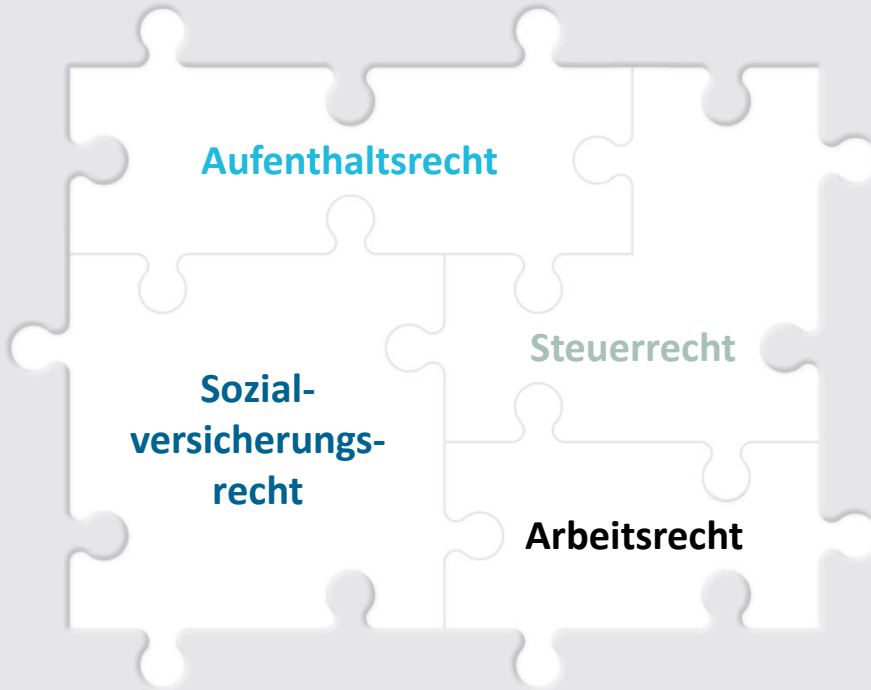 Aufenthaltsrecht
Steuerrecht
Sozial-
versicherungs-
recht
Arbeitsrecht